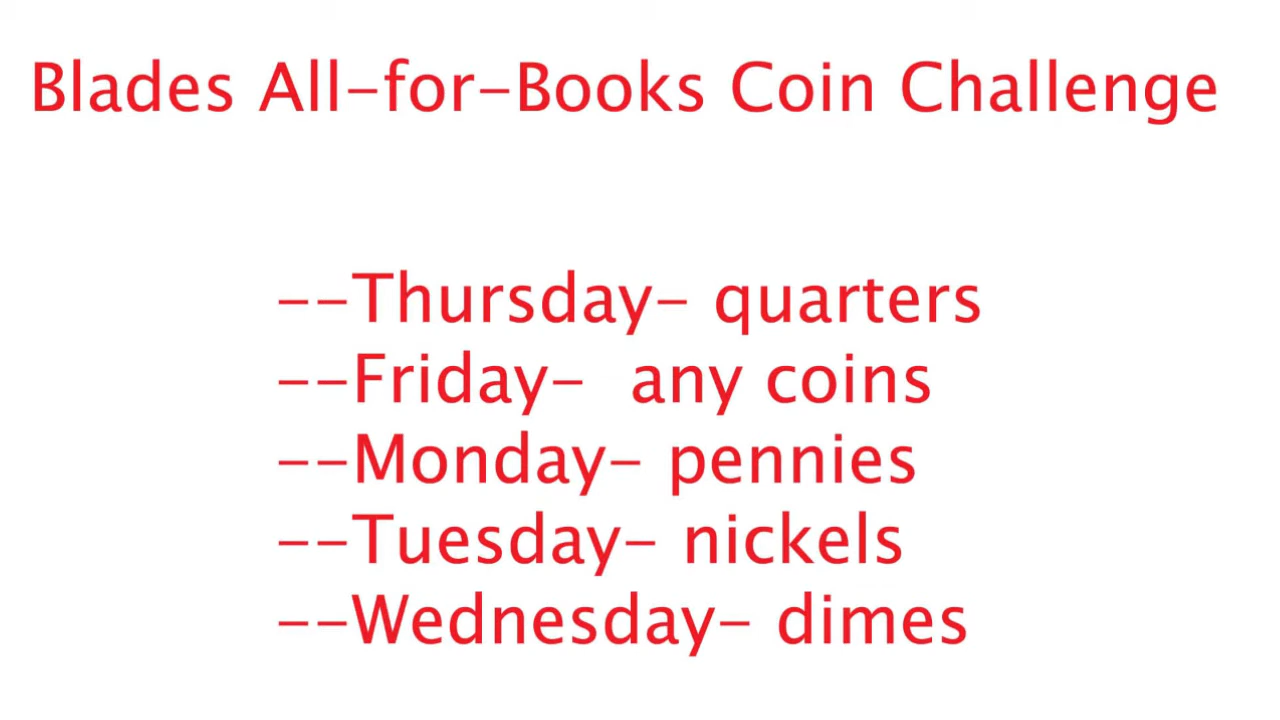 Blades All-for-Books Coin Challenge
--Thursday- quarters
--Friday-  any coins
--Monday- pennies
--Tuesday- nickels
--Wednesday- dimes